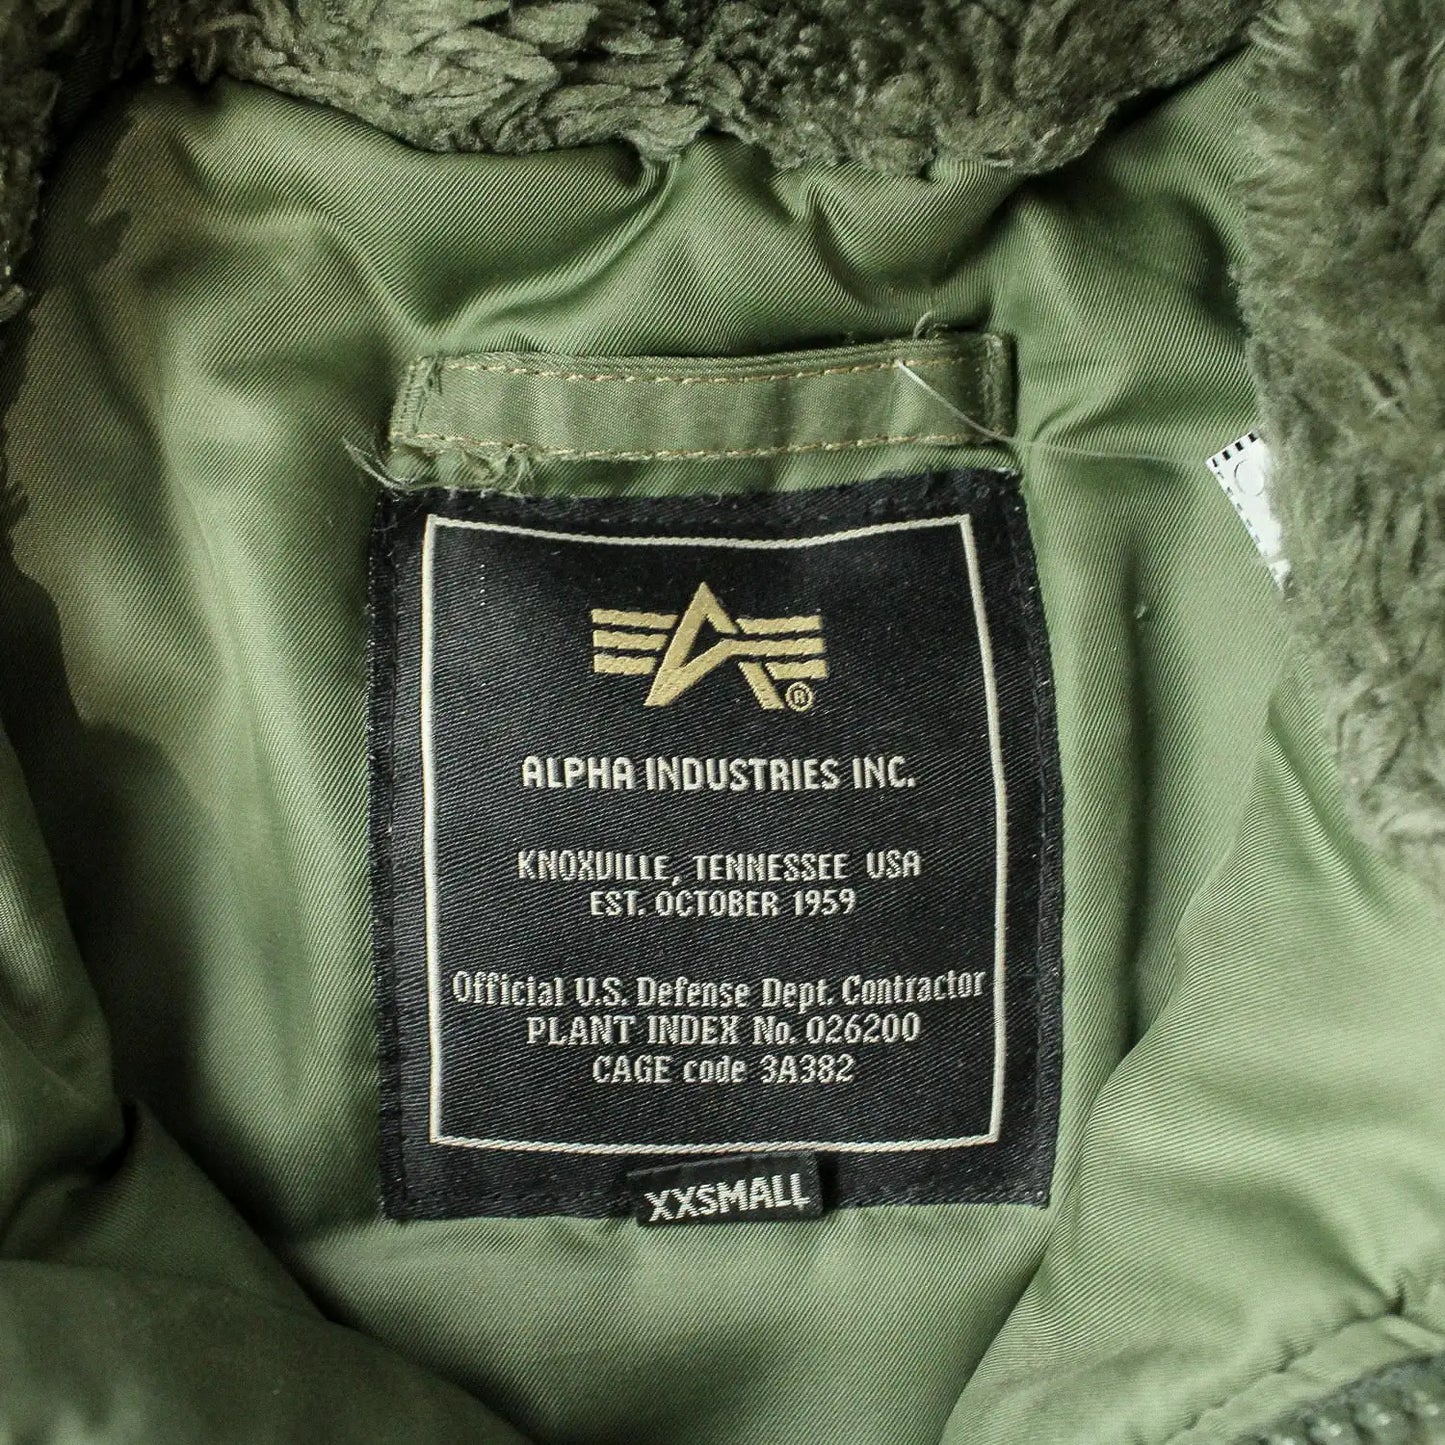 ®
ALPHA INDUSTRIES INC.
KNOXVILLE, TENNESSEE USA
EST. OCTOBER 1959
Official U.S. Defense Dept. Contractor
PLANT INDEX No. 026200
CAGE code 3A382
XXSMALL